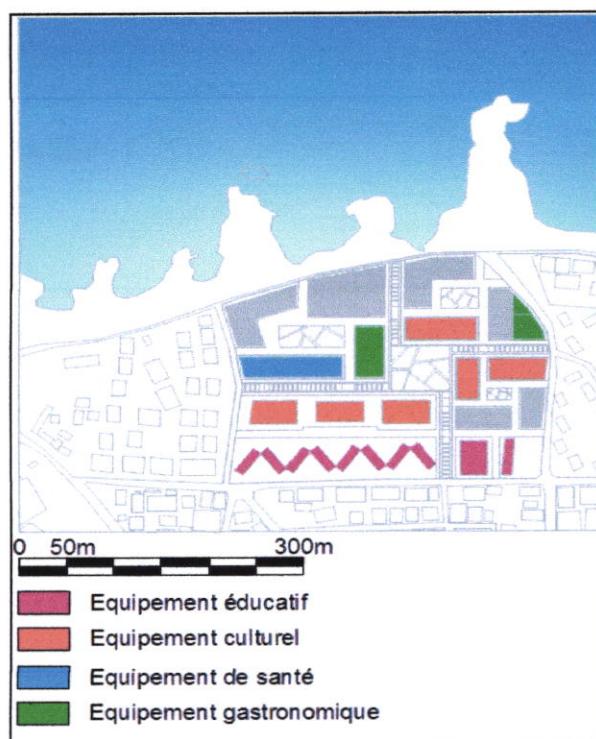 0 50m 300m
Equipement éducatif
Equipement culturel
Equipement de santé
Equipement gastronomique